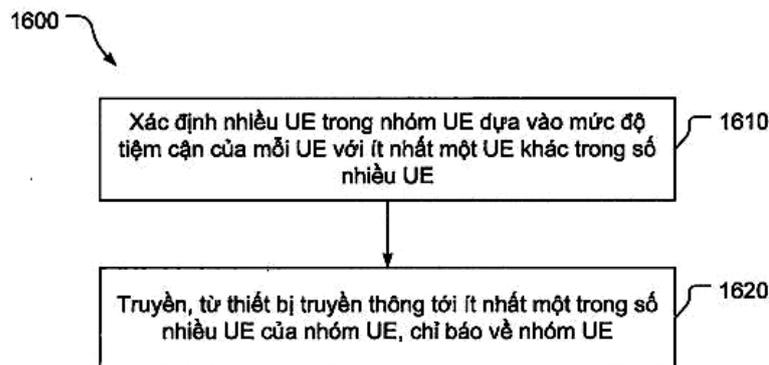 1600
Xác định nhiều UE trong nhóm UE dựa vào mức độ
tiệm cận của mỗi UE với ít nhất một UE khác trong số
nhiều UE
1610
Truyền, từ thiết bị truyền thông tới ít nhất một trong số
nhiều UE của nhóm UE, chỉ báo về nhóm UE
1620